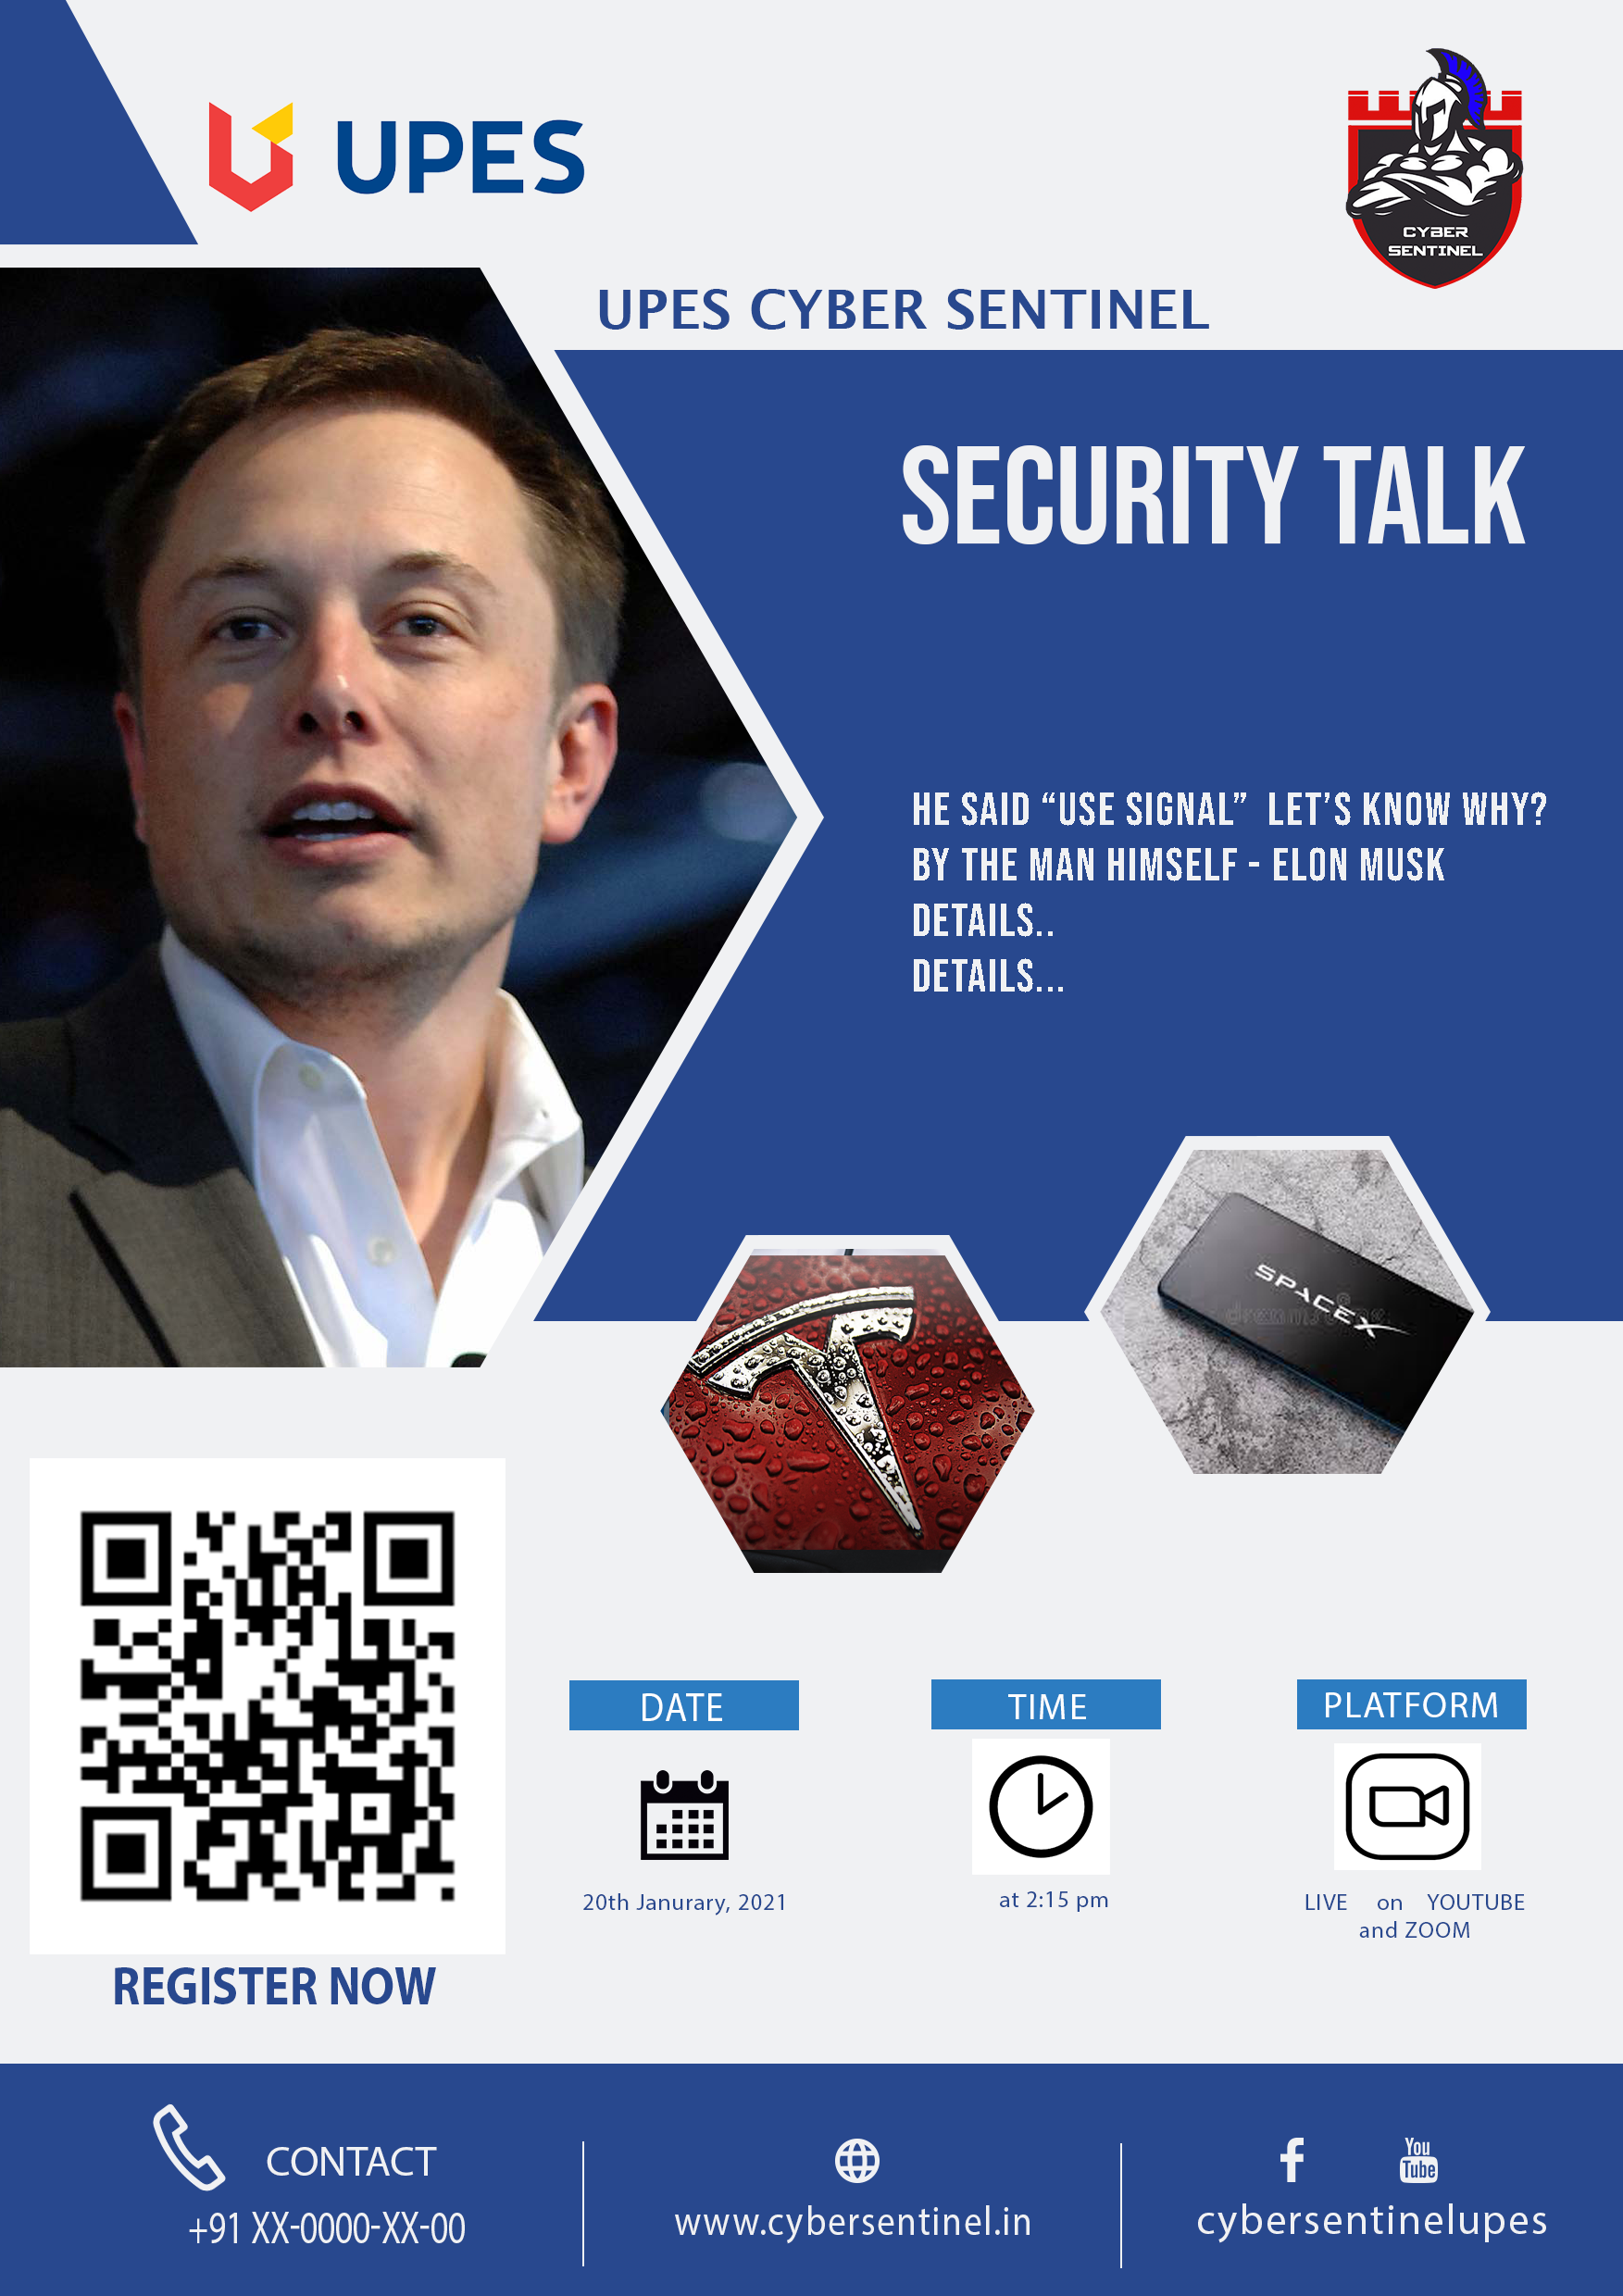 UPES
CYBER
SENTINEL
UPES CYBER SENTINEL
SECURITY TALK
HE SAID “USE SIGNAL” LET’S KNOW WHY?
BY THE MAN HIMSELF - ELON MUSK
DETAILS..
DETAILS...
SPACEX
dreamstime
DATE
TIME
PLATFORM
20th Janurary, 2021
at 2:15 pm
LIVE on YOUTUBE
and ZOOM
REGISTER NOW
CONTACT
+91 XX-0000-XX-00
www.cybersentinel.in
You
Tube
cybersentinelupes